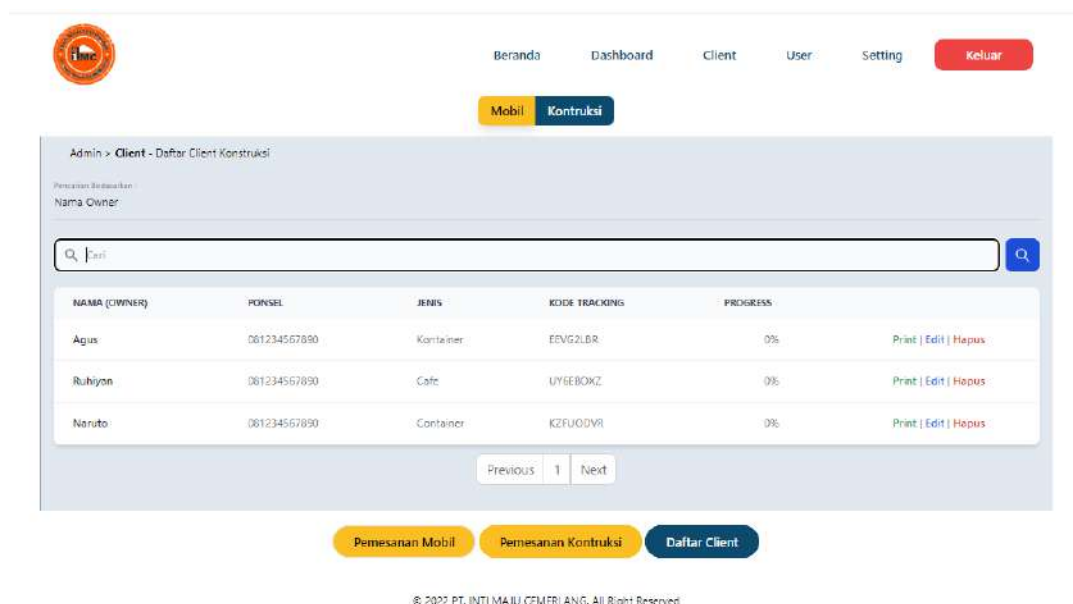 Beranda Dashboard Client User Setting Keluar
Mobil Kontruksi
Admin > Client - Daftar Client Konstruksi
Nama Owner
Cari
NAMA (OWNER) PONSEL JENIS KODE TRACKING PROGRESS
Agus 081234567890 Kontainer EEVG2LBR 0% Print | Edit | Hapus
Ruhiyan 081234567890 Cafe UY6EBOXZ 0% Print | Edit | Hapus
Naruto 081234567890 Container KZFUODVR 0% Print | Edit | Hapus
Previous 1 Next
Pemesanan Mobil Pemesanan Kontruksi Daftar Client
© 2022 PT. INTI MAJU GEMERLANG. All Right Reserved